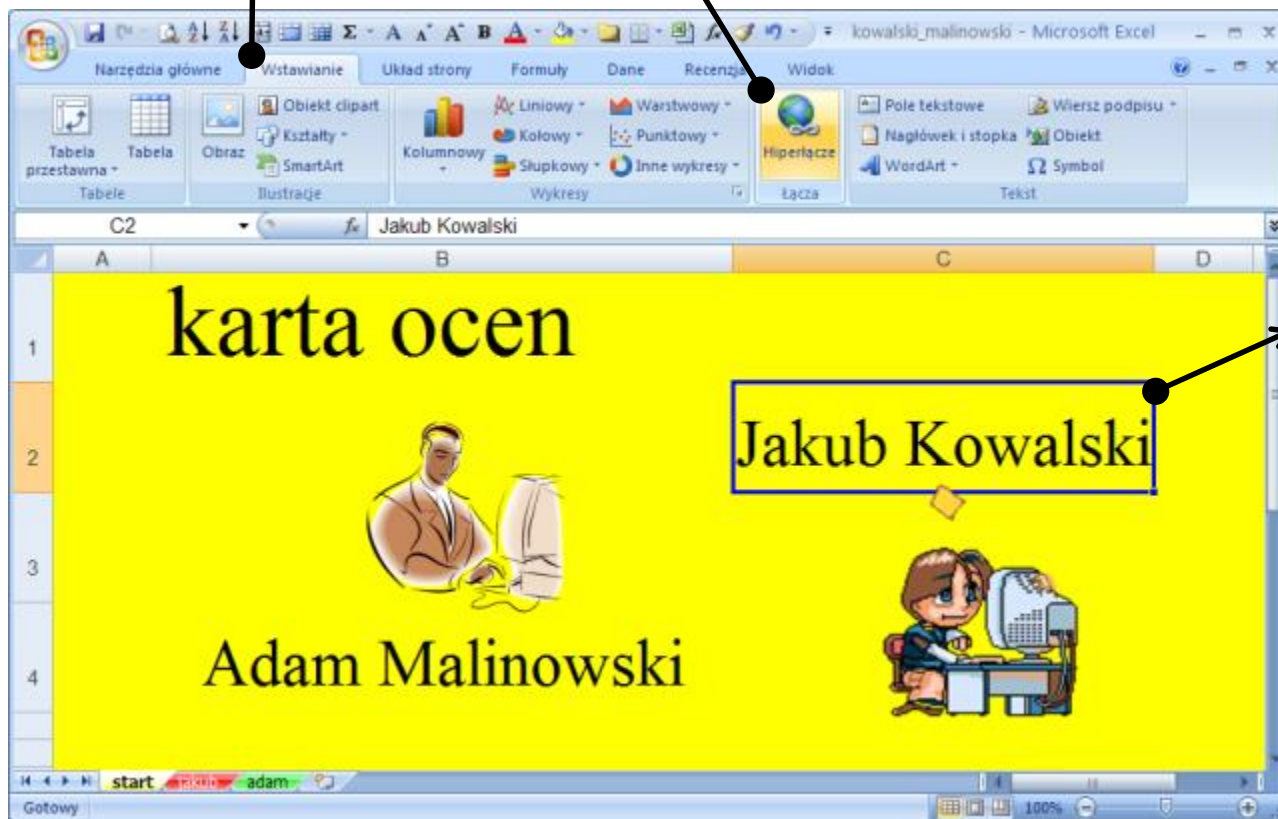 kowalski_malinowski - Microsoft Excel
Narzędzia główne Wstawianie Układ strony Formuły Dane Recenzja Widok
Tabela przestawna
Tabela
Tabele
Obraz
Obiekt clipart
Kształty
SmartArt
Ilustracje
Kolumnowy
Liniowy
Kołowy
Słupkowy
Warstwowy
Punktowy
Inne wykresy
Wykresy
Hiperłącze
Łącza
Pole tekstowe
Nagłówek i stopka
WordArt
Wiersz podpisu
Obiekt
Symbol
Tekst
C2 fx Jakub Kowalski
A B C D
1 karta ocen
2 Jakub Kowalski
3
4 Adam Malinowski
start jakub adam
Gotowy 100%